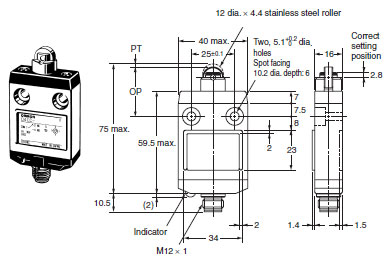 12 dia. × 4.4 stainless steel roller
PT
40 max.
25±0.1
Two, 5.1 +0.2 0 dia.
holes
Spot facing
10.2 dia. depth: 6
16
Correct
setting
position
2.8
OP
7
7.5
8
75 max.
59.5 max.
2
23
10.5
(2)
2
1.4
1.5
Indicator
34
M12 × 1